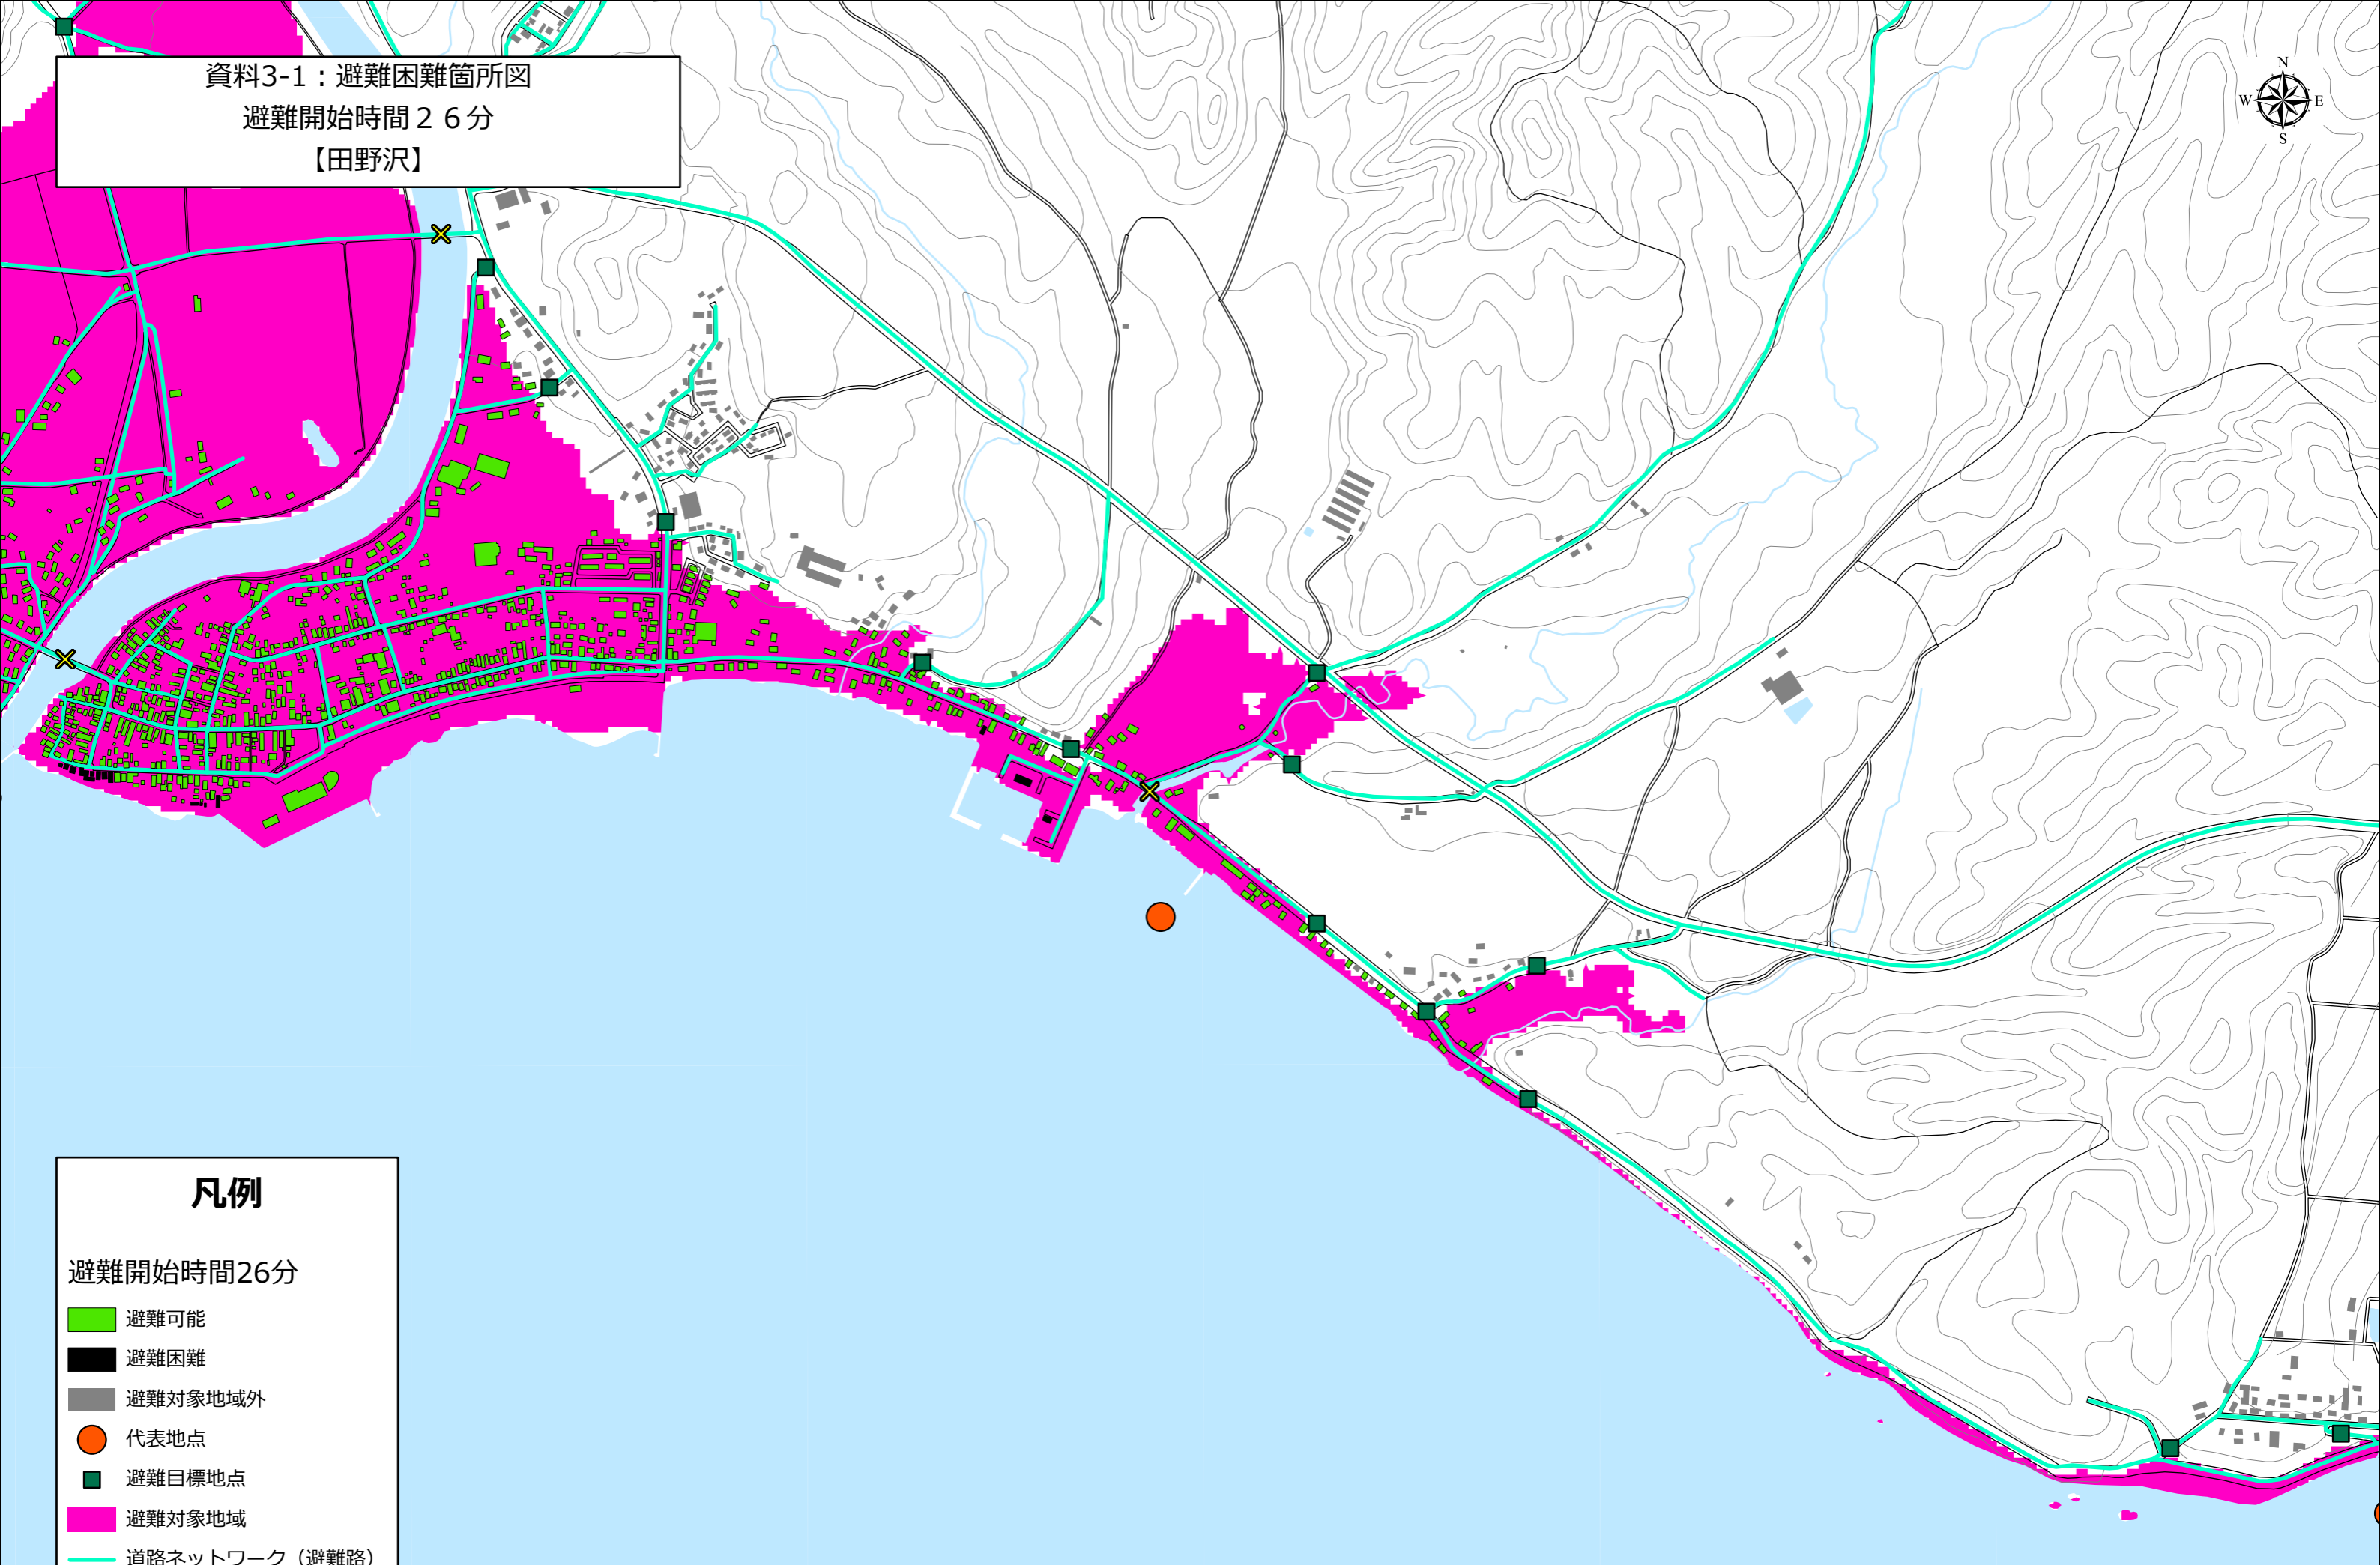 資料3-1：避難困難箇所図
避難開始時間２６分
【田野沢】
N
W
E
S
凡例
避難開始時間26分
避難可能
避難困難
避難対象地域外
代表地点
避難目標地点
避難対象地域
道路ネットワーク（避難路）